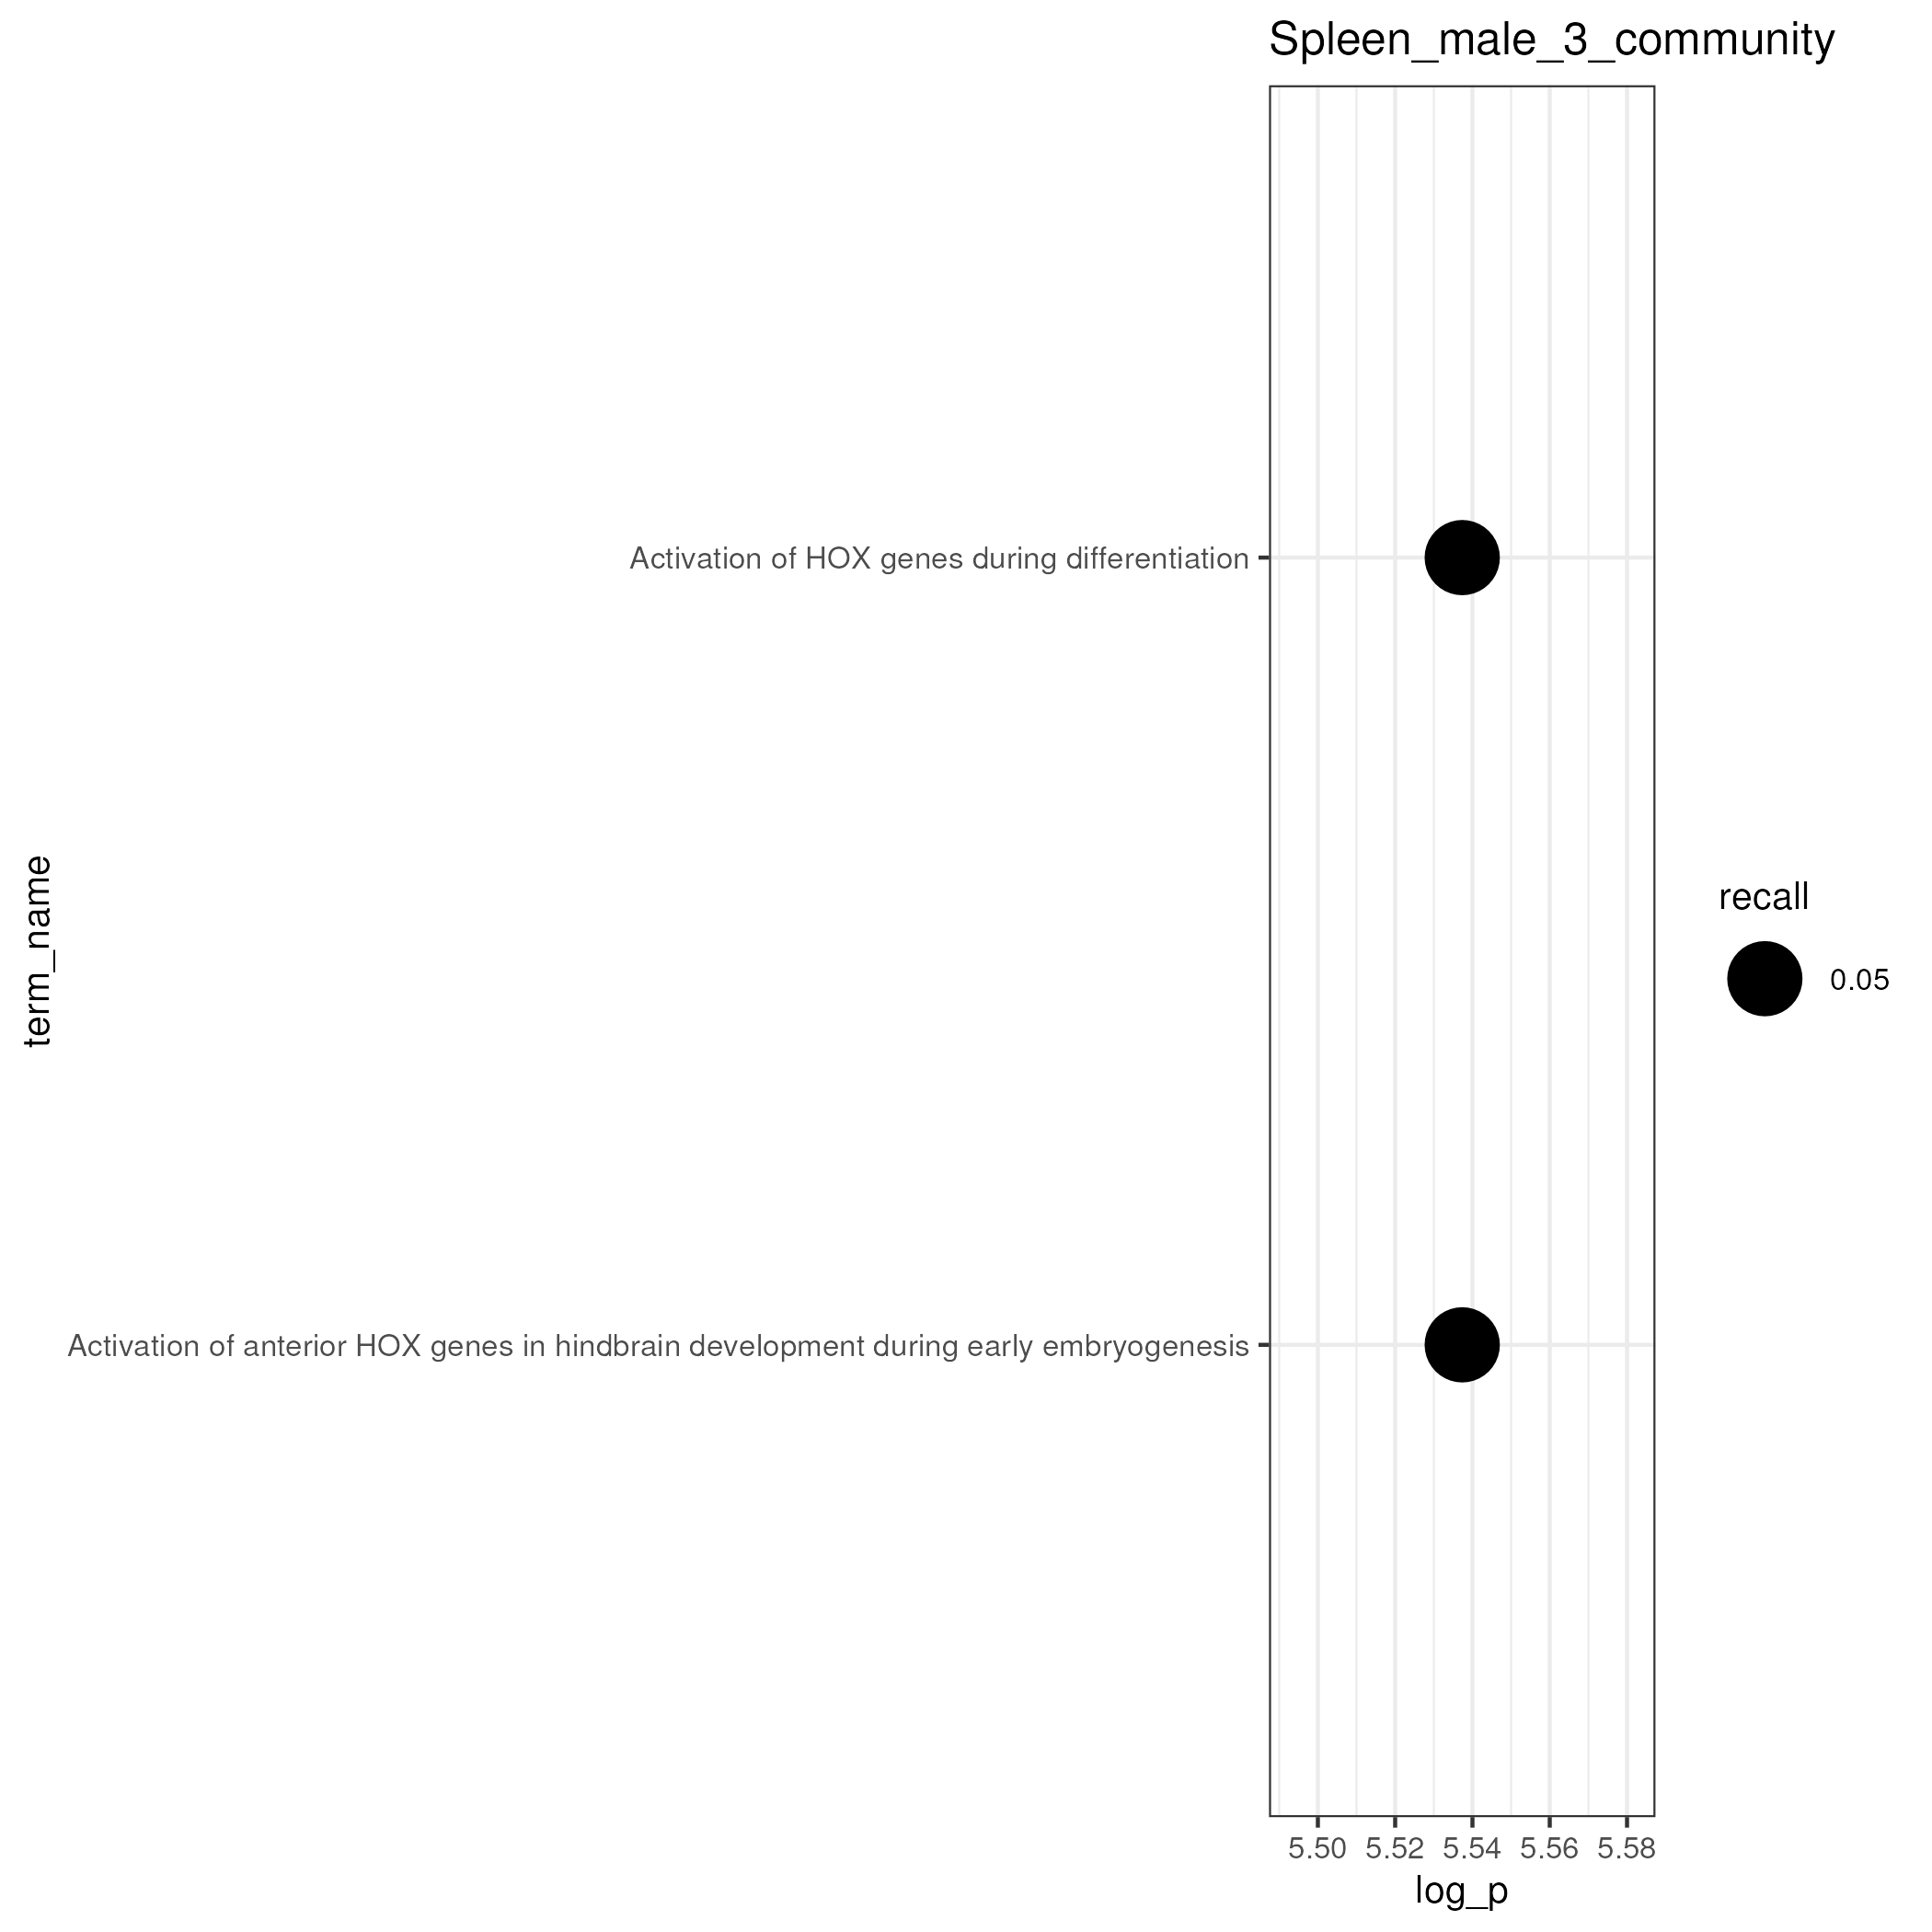 Spleen_male_3_community
Activation of HOX genes during differentiation
term_name
recall
0.05
Activation of anterior HOX genes in hindbrain development during early embryogenesis
5.50 5.52 5.54 5.56 5.58
log_p